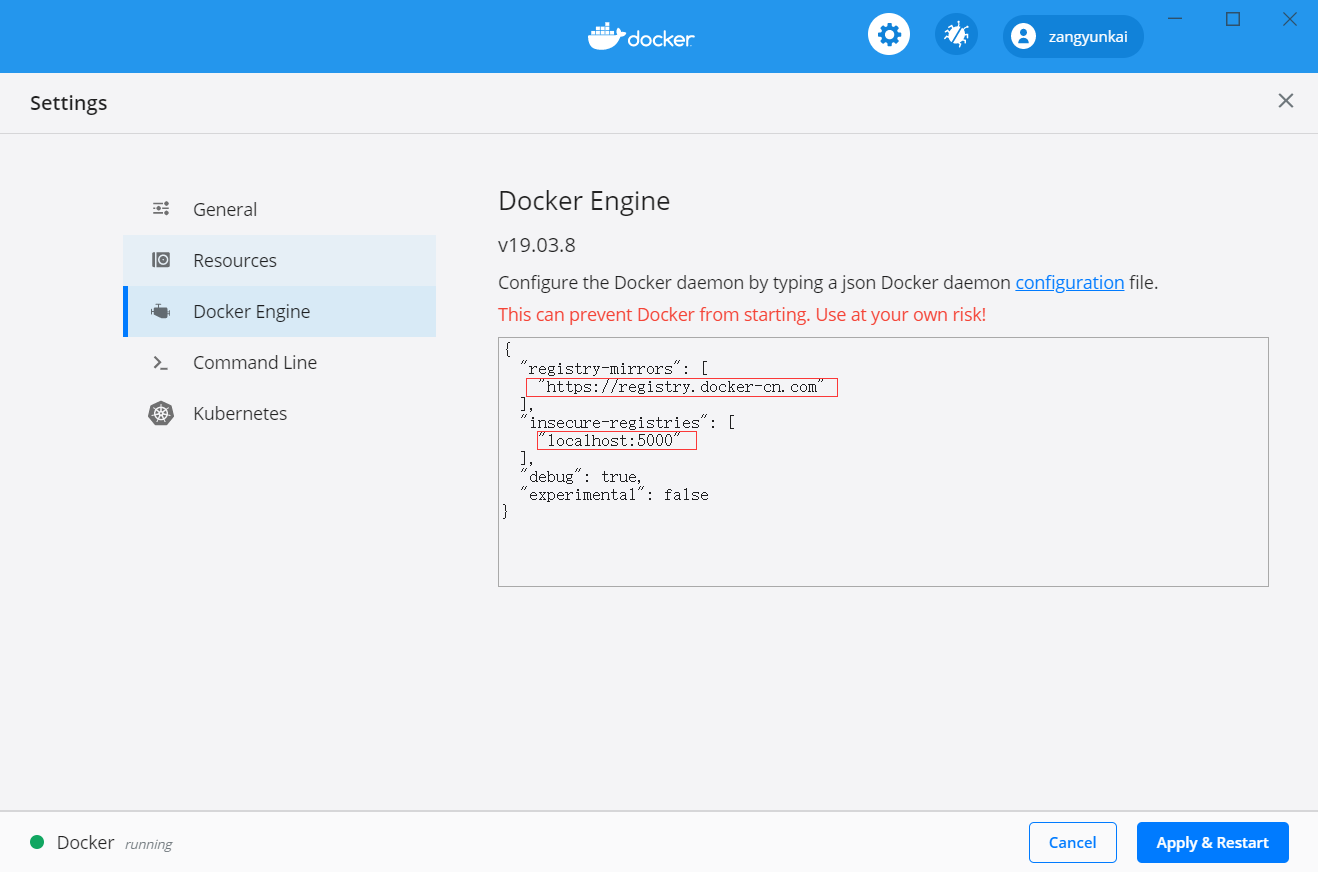 docker
zangyunkai
Settings
General
Resources
Docker Engine
Command Line
Kubernetes
Docker Engine
v19.03.8
Configure the Docker daemon by typing a json Docker daemon configuration file.
This can prevent Docker from starting. Use at your own risk!
{
  "registry-mirrors": [
    "https://registry.docker-cn.com"
  ],
  "insecure-registries": [
    "localhost:5000"
  ],
  "debug": true,
  "experimental": false
}
Docker running
Cancel
Apply & Restart